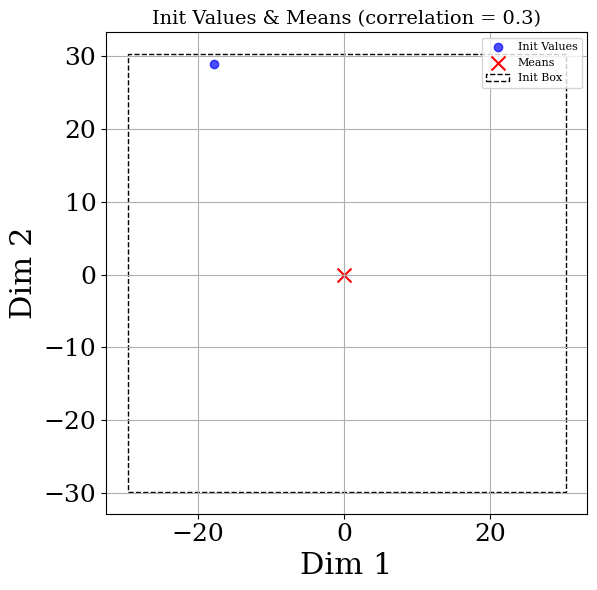 Init Values & Means (correlation = 0.3)
Init Values
Means
Init Box
30
20
10
0
−10
−20
−30
Dim 2
−20 0 20
Dim 1